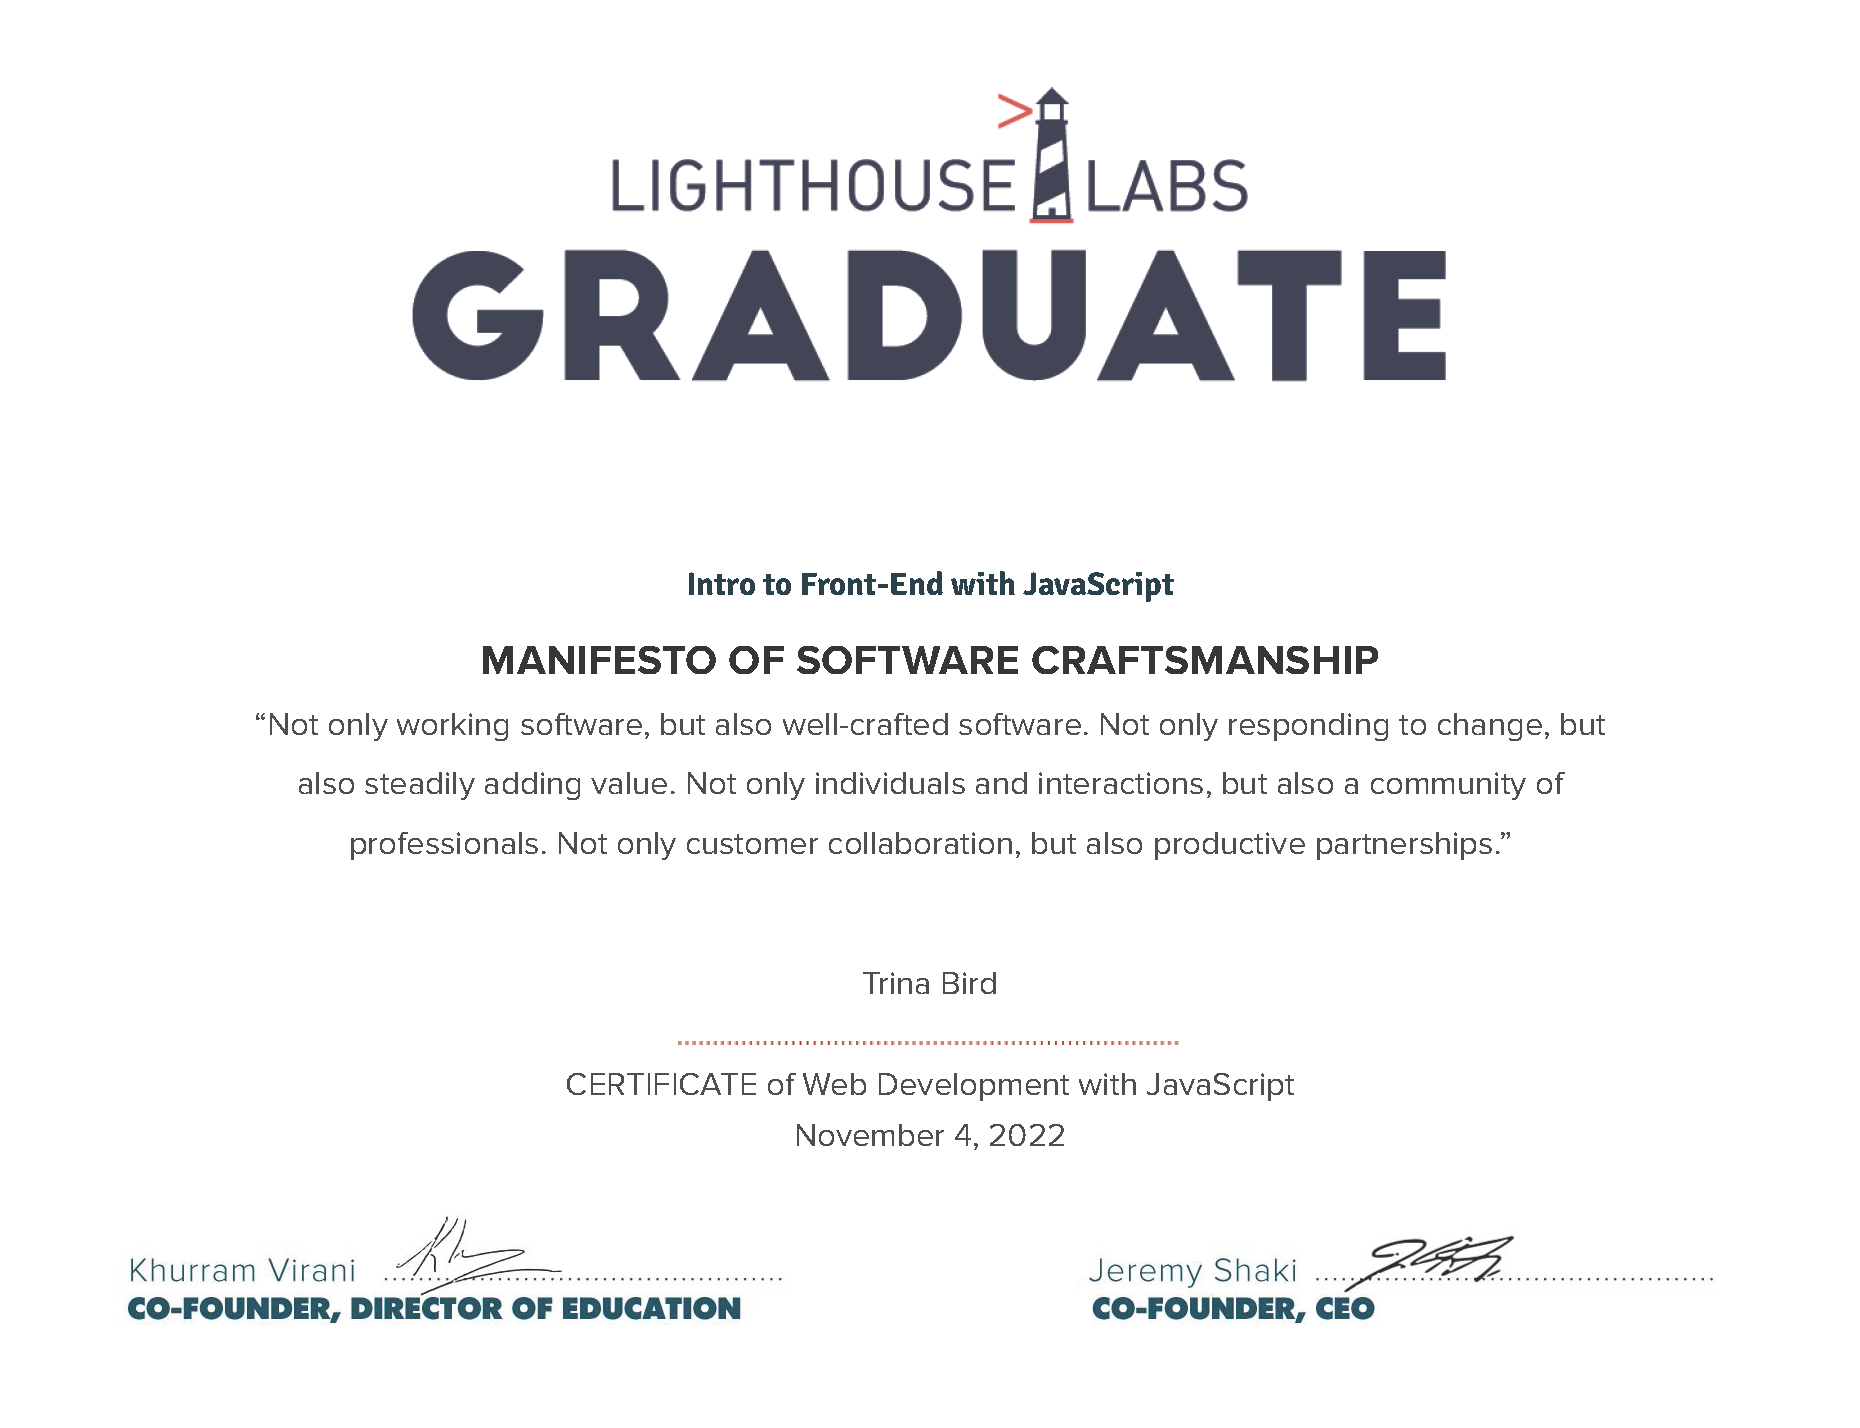 LIGHTHOUSE LABS
GRADUATE
Intro to Front-End with JavaScript
MANIFESTO OF SOFTWARE CRAFTSMANSHIP
“Not only working software, but also well-crafted software. Not only responding to change, but
also steadily adding value. Not only individuals and interactions, but also a community of
professionals. Not only customer collaboration, but also productive partnerships.”
Trina Bird
CERTIFICATE of Web Development with JavaScript
November 4, 2022
Khurram Virani
CO-FOUNDER, DIRECTOR OF EDUCATION
Jeremy Shaki
CO-FOUNDER, CEO